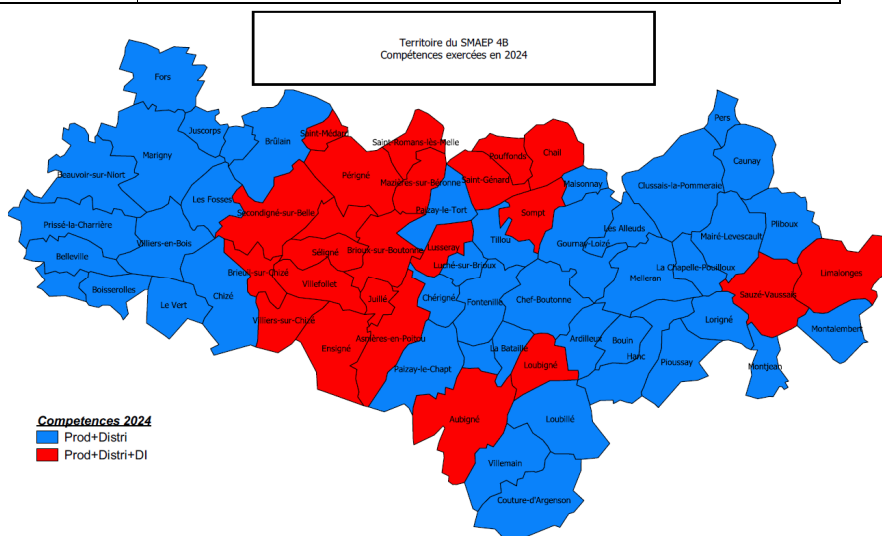 Territoire du SMAEP 4B
Compétences exercées en 2024
Fors
Pers
Juscorps
Saint-Médard
Brûlain
Saint-Romans-lès-Melle
Chail
Rouffonds
Marigny
Caunay
Beauvoir-sur-Niort
Périgné
Mazières-sur-Béronne
Saint-Génard
Maisonnay
Clussais-la-Pommeraie
Les Fosses
Secondigné-sur-Belle
Paizay-le-Tort
Sompt
Prissé-la-Charrière
Les Alleuds
Pliboux
Villiers-en-Bois
Tillou
Gournay-Loizé
Mairé-Levescault
Belleville
Séligné
Brioux-sur-Boutonne
Lusseray
Luché-sur-Brioux
La Chapelle-Pouilloux
Limalonges
Brieuil-sur-Chizé
Melleran
Boisserolles
Villefollet
Sauzé-Vaussais
Le Vert
Chizé
Juillé
Chérigné
Fontenille
Chef-Boutonne
Villiers-sur-Chizé
Lorigné
Montalembert
Asnières-en-Poitou
Ardilleux
Bouin
Ensigné
La Bataille
Hanc
Paizay-le-Chapt
Loubigné
Pioussay
Montjean
Aubigné
Loubillé
Competences 2024
Prod+Distri
Prod+Distri+DI
Villemain
Couture-d'Argenson